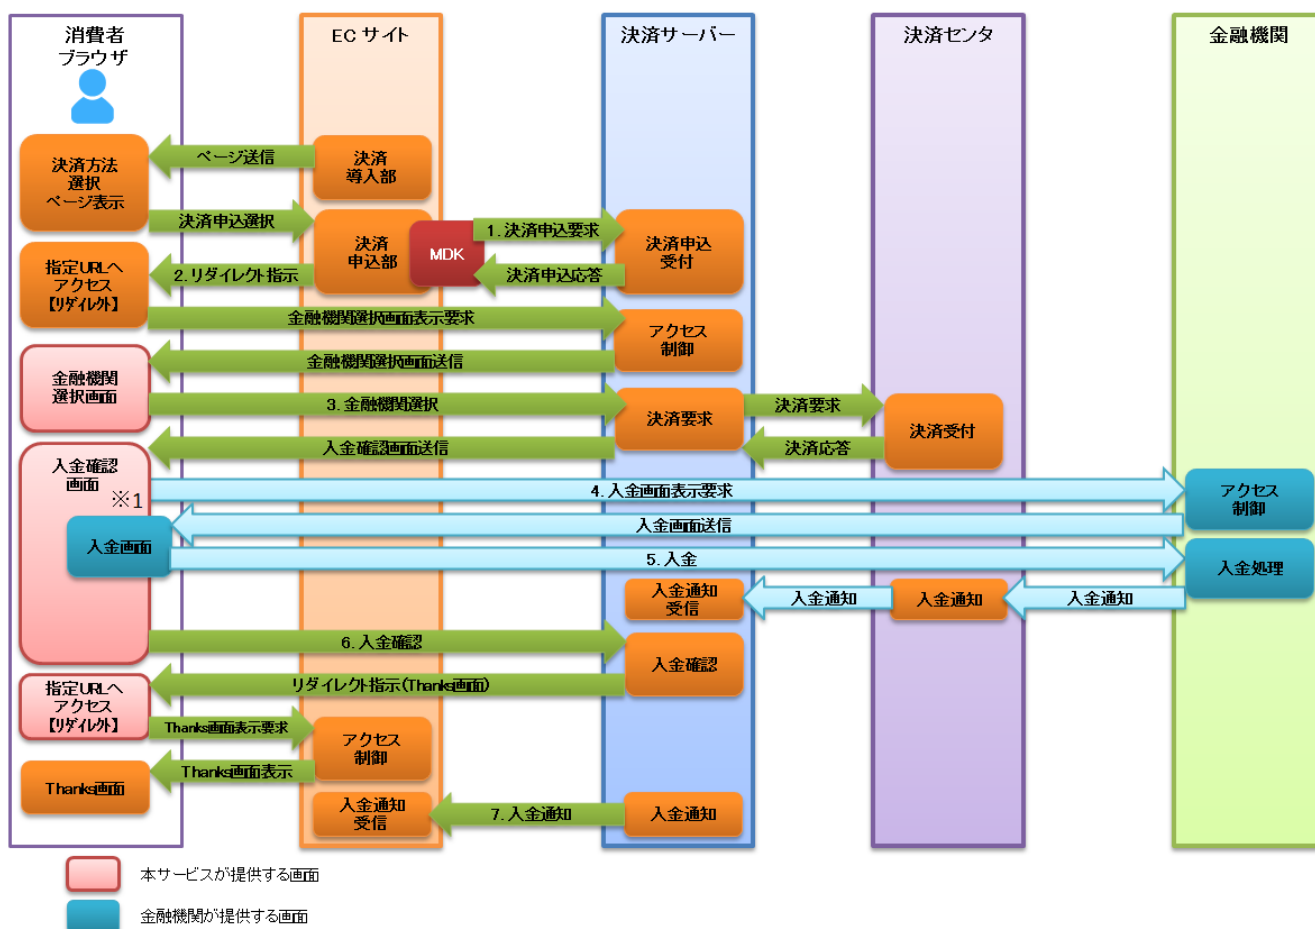 消費者
ブラウザ
ECサイト
決済サーバー
決済センタ
金融機関
決済方法
選択
ページ表示
ページ送信
決済
導入部
決済申込選択
決済
申込部
MDK
1.決済申込要求
決済申込
受付
指定URLへ
アクセス
【リダイレクト】
2.リダイレクト指示
決済申込応答
金融機関選択画面表示要求
アクセス
制御
金融機関選択画面送信
金融機関
選択画面
3.金融機関選択
決済要求
決済要求
決済受付
入金確認画面送信
決済応答
入金確認
画面
※1
4.入金画面表示要求
アクセス
制御
入金画面送信
入金画面
5.入金
入金処理
入金通知
受信
入金通知
入金通知
入金通知
6.入金確認
入金確認
リダイレクト指示(Thanks画面)
指定URLへ
アクセス
【リダイレクト】
Thanks画面表示要求
アクセス
制御
Thanks画面表示
Thanks画面
入金通知
受信
7.入金通知
入金通知
本サービスが提供する画面
金融機関が提供する画面